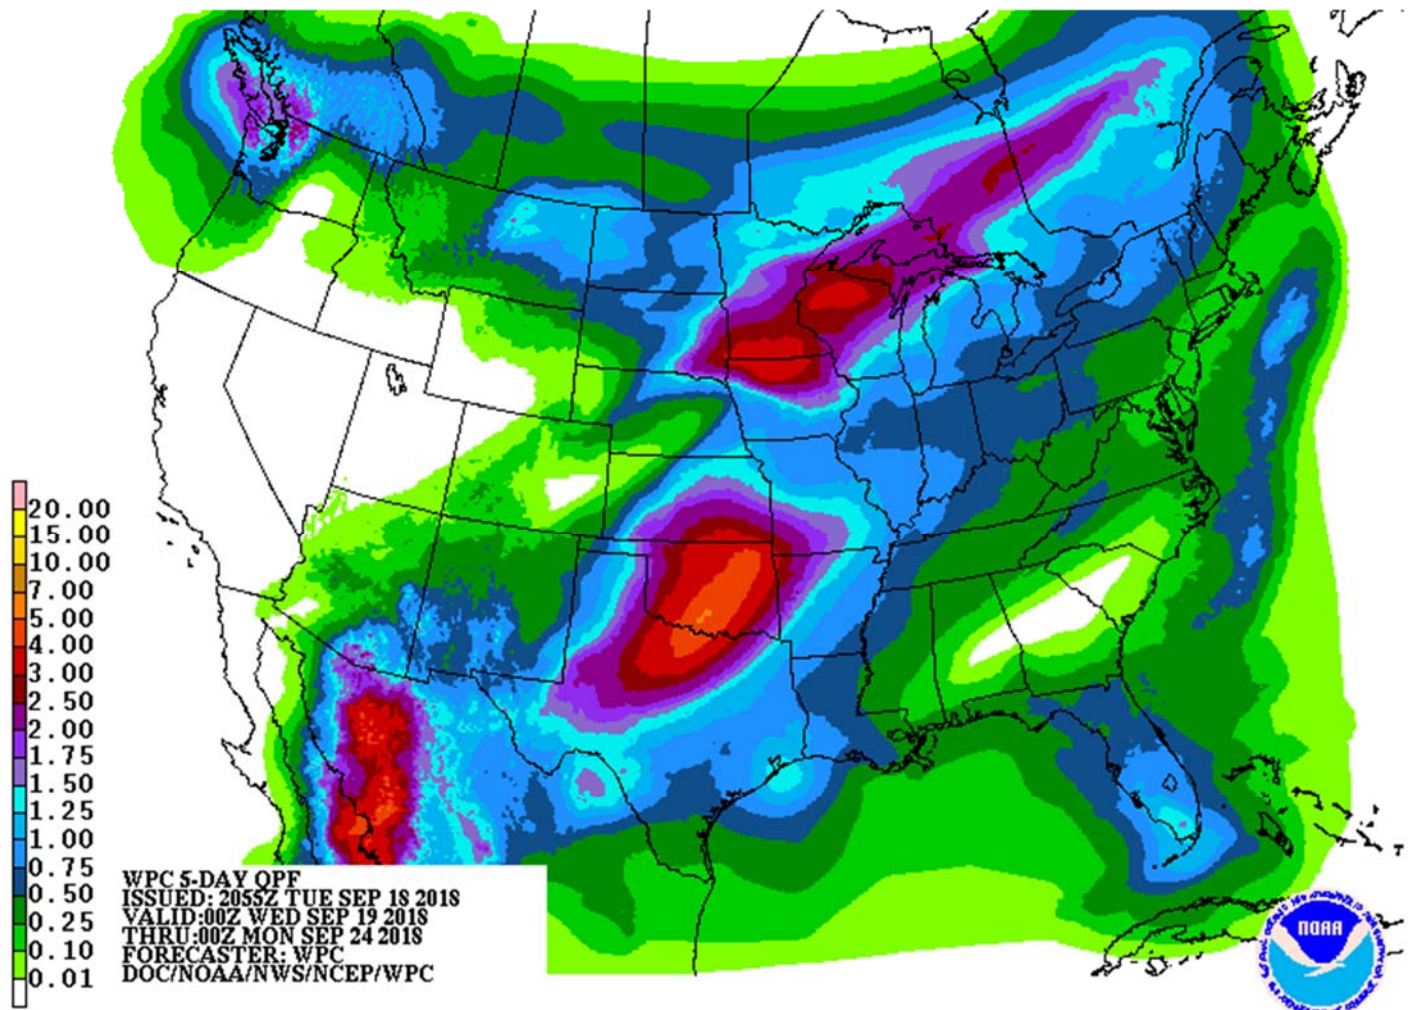 20.00
15.00
10.00
7.00
5.00
4.00
3.00
2.50
2.00
1.75
1.50
1.25
1.00
0.75
0.50
0.25
0.10
0.01
WPC 5-DAY QPF
ISSUED: 2055Z TUE SEP 18 2018
VALID:00Z WED SEP 19 2018
THRU:00Z MON SEP 24 2018
FORECASTER: WPC
DOC/NOAA/NWS/NCEP/WPC
NOAA